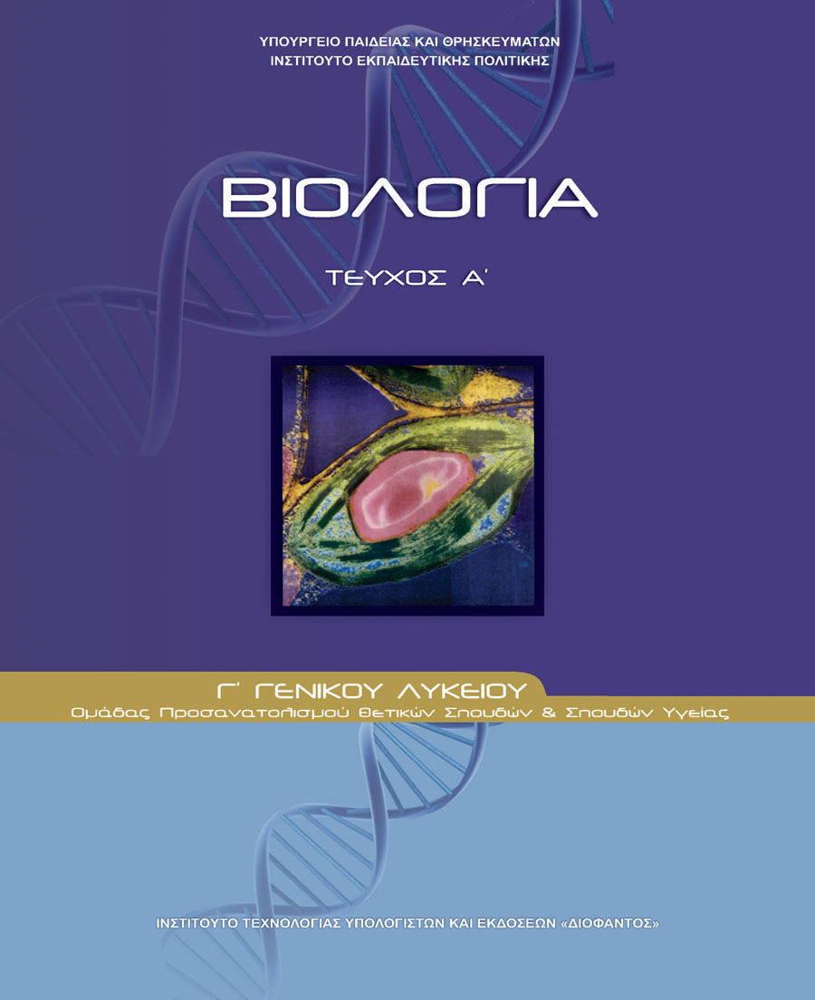 ΥΠΟΥΡΓΕΙΟ ΠΑΙΔΕΙΑΣ ΚΑΙ ΘΡΗΣΚΕΥΜΑΤΩΝ
ΙΝΣΤΙΤΟΥΤΟ ΕΚΠΑΙΔΕΥΤΙΚΗΣ ΠΟΛΙΤΙΚΗΣ
ΒΙΟΛΟΓΙΑ
ΤΕΥΧΟΣ Α΄
Γ΄ ΓΕΝΙΚΟΥ ΛΥΚΕΙΟΥ
Ομάδας Προσανατολισμού Θετικών Σπουδών & Σπουδών Υγείας
ΙΝΣΤΙΤΟΥΤΟ ΤΕΧΝΟΛΟΓΙΑΣ ΥΠΟΛΟΓΙΣΤΩΝ ΚΑΙ ΕΚΔΟΣΕΩΝ «ΔΙΟΦΑΝΤΟΣ»